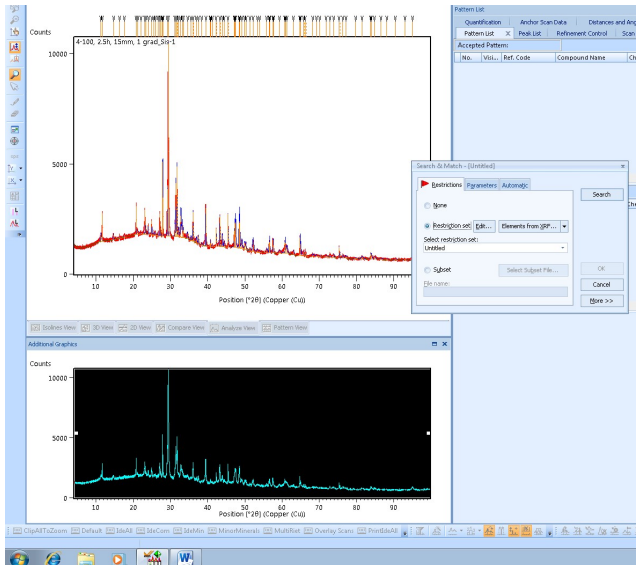 Pattern List
Quantification Anchor Scan Data Distances and Ang
Pattern List X Peak List Refinement Control Scan
Accepted Pattern:
No. Visi... Ref. Code Compound Name Ch
Counts
4-100, 2.5h, 15mm, 1 grad_Sis-1
10000
5000
0
10 20 30 40 50 60 70 80 90
Position [°2θ] (Copper (Cu))
Search & Match - [Untitled]
Restrictions Parameters Automatic
Search
None
Restriction set Edit... Elements from XRF...
Select restriction set:
Untitled
Subset Select Subset File... OK
File name:
Cancel
More >>
Isolines View 3D View 2D View Compare View Analyze View Pattern View
Additional Graphics
Counts
10000
5000
0
10 20 30 40 50 60 70 80 90
Position [°2θ] (Copper (Cu))
ClipAllToZoom Default IdeAll IdeCom IdeMin MinorMinerals MultiRiet Overlay Scans PrintIdeAll